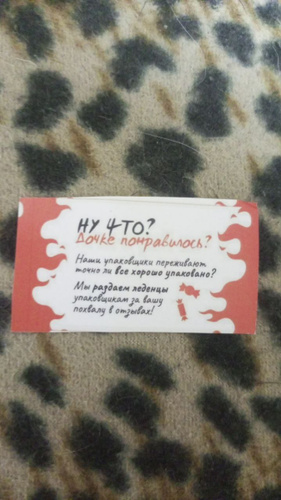 НУ ЧТО?
Дочке понравилось?
Наши упаковщики переживают
точно ли все хорошо упаковано?
Мы раздаем леденцы
упаковщикам за вашу
похвалу в отзывах!